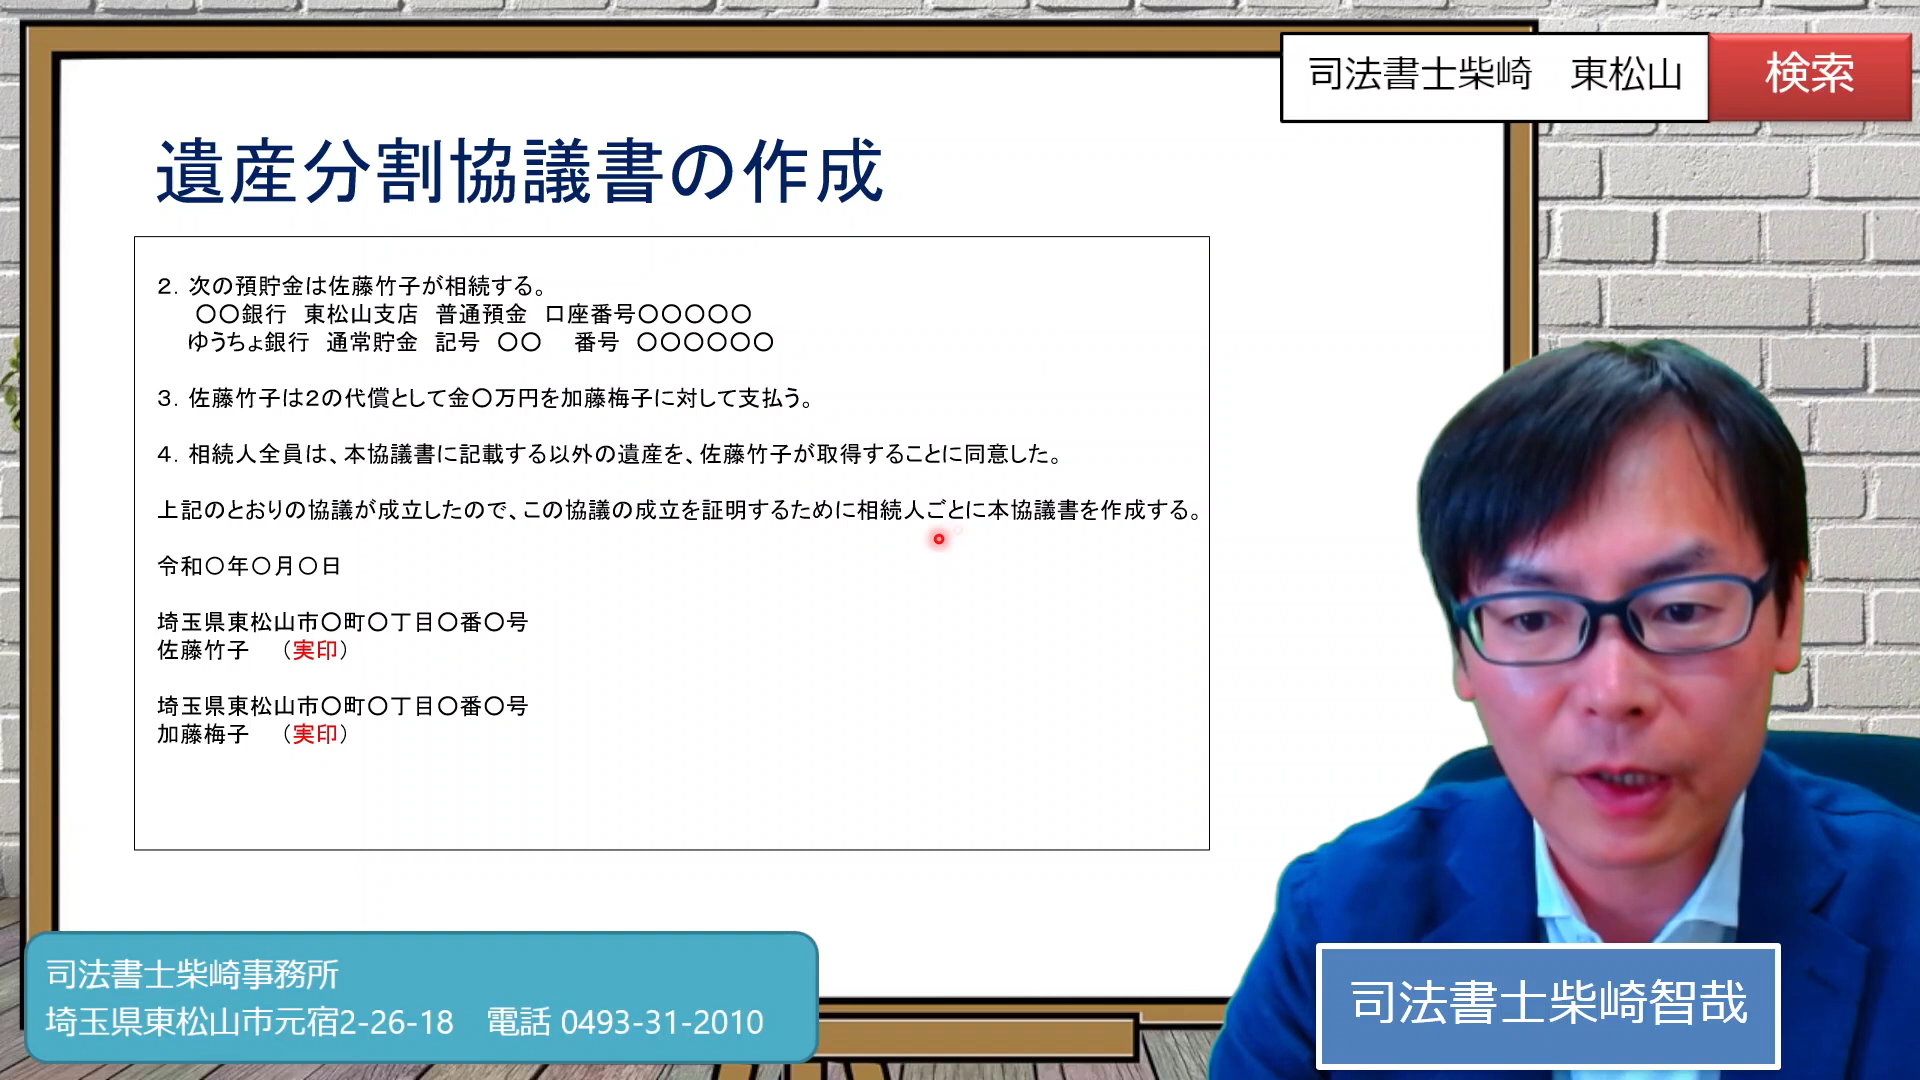 司法書士柴崎　東松山
検索
遺産分割協議書の作成
２．次の預貯金は佐藤竹子が相続する。
〇〇銀行　東松山支店　普通預金　口座番号〇〇〇〇〇
ゆうちょ銀行　通常貯金　記号　〇〇　番号　〇〇〇〇〇〇
３．佐藤竹子は２の代償として金〇万円を加藤梅子に対して支払う。
４．相続人全員は、本協議書に記載する以外の遺産を、佐藤竹子が取得することに同意した。
上記のとおりの協議が成立したので、この協議の成立を証明するために相続人ごとに本協議書を作成する。
令和〇年〇月〇日
埼玉県東松山市〇町〇丁目〇番〇号
佐藤竹子　（実印）
埼玉県東松山市〇町〇丁目〇番〇号
加藤梅子　（実印）
司法書士柴崎事務所
埼玉県東松山市元宿2-26-18　電話 0493-31-2010
司法書士柴崎智哉